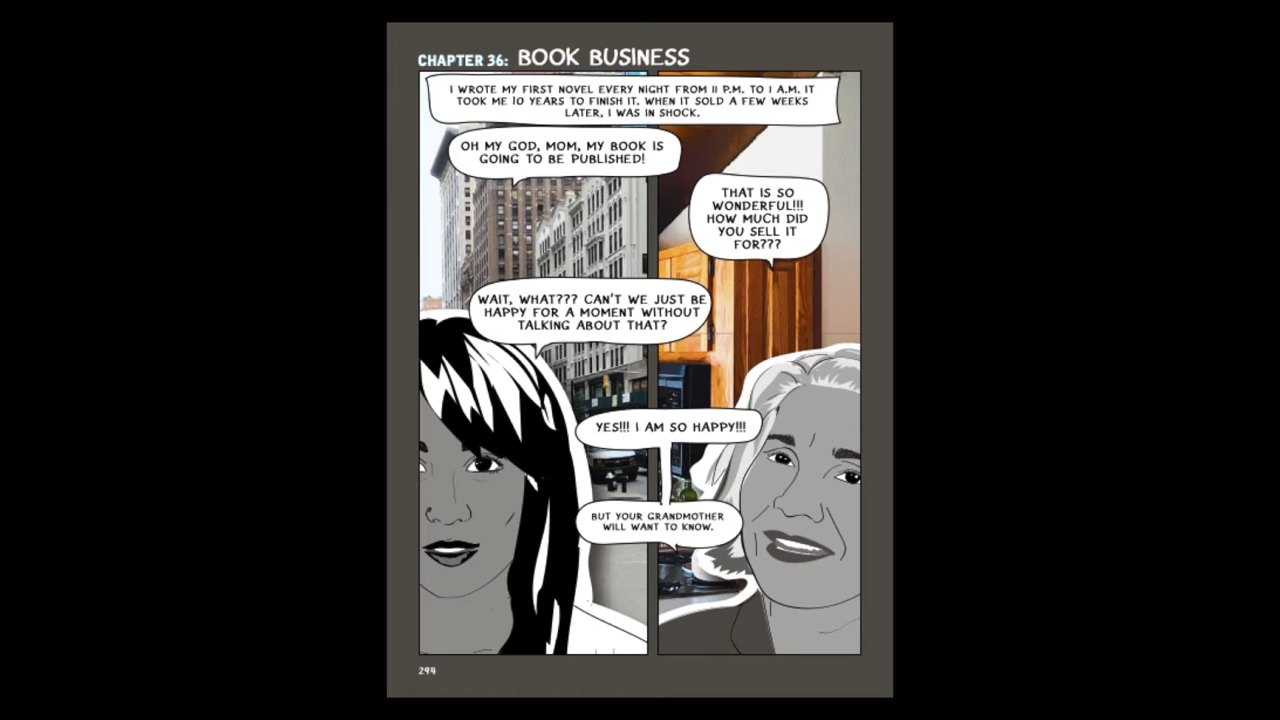 CHAPTER 36: BOOK BUSINESS
I WROTE MY FIRST NOVEL EVERY NIGHT FROM 11 P.M. TO 1 A.M. IT
TOOK ME 10 YEARS TO FINISH IT. WHEN IT SOLD A FEW WEEKS
LATER, I WAS IN SHOCK.
OH MY GOD, MOM, MY BOOK IS
GOING TO BE PUBLISHED!
THAT IS SO
WONDERFUL!!!
HOW MUCH DID
YOU SELL IT
FOR???
WAIT, WHAT??? CAN'T WE JUST BE
HAPPY FOR A MOMENT WITHOUT
TALKING ABOUT THAT?
YES!!! I AM SO HAPPY!!!
BUT YOUR GRANDMOTHER
WILL WANT TO KNOW.
294